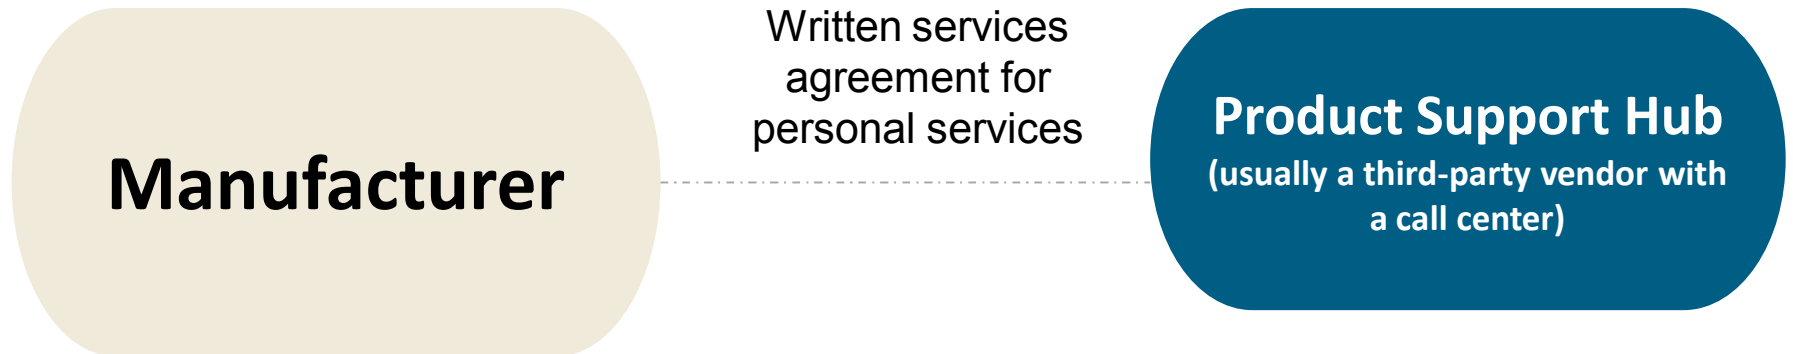 Manufacturer
Written services
agreement for
personal services
Product Support Hub
(usually a third-party vendor with
a call center)